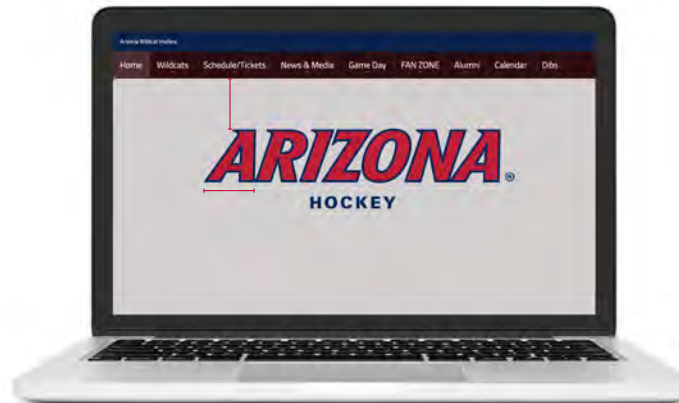 Arizona Wildcat Hockey
Home Wildcats Schedule/Tickets News & Media Game Day FAN ZONE Alumni Calendar Dibs
ARIZONA®
HOCKEY